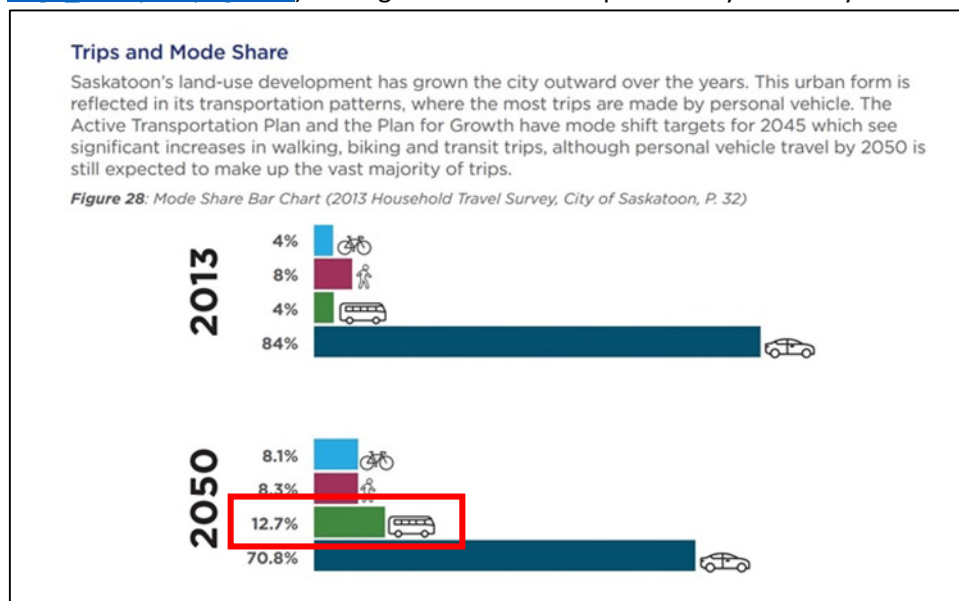 Trips and Mode Share
Saskatoon's land-use development has grown the city outward over the years. This urban form is
reflected in its transportation patterns, where the most trips are made by personal vehicle. The
Active Transportation Plan and the Plan for Growth have mode shift targets for 2045 which see
significant increases in walking, biking and transit trips, although personal vehicle travel by 2050 is
still expected to make up the vast majority of trips.
Figure 28: Mode Share Bar Chart (2013 Household Travel Survey, City of Saskatoon, P. 32)
2013
4%
8%
4%
84%
2050
8.1%
8.3%
12.7%
70.8%